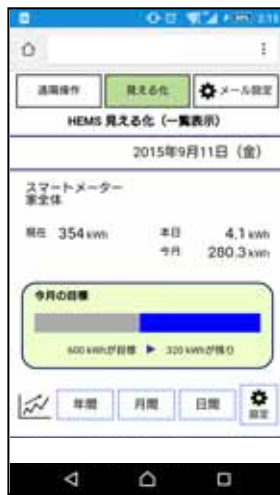 2:15
遠隔操作 見える化 メール設定
HEMS 見える化（一覧表示）
2015年9月11日（金）
スマートメーター
家全体
現在 354 kWh 本日 4.1 kWh
今月 280.3 kWh
今月の目標
600 kWhが目標 ▶ 320 kWhが残り
年間 月間 日間 設定